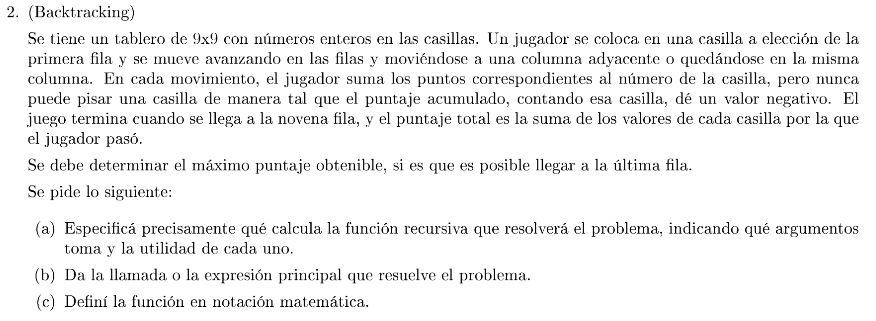 2. (Backtracking)
Se tiene un tablero de 9x9 con números enteros en las casillas. Un jugador se coloca en una casilla a elección de la
primera fila y se mueve avanzando en las filas y moviéndose a una columna adyacente o quedándose en la misma
columna. En cada movimiento, el jugador suma los puntos correspondientes al número de la casilla, pero nunca
puede pisar una casilla de manera tal que el puntaje acumulado, contando esa casilla, dé un valor negativo. El
juego termina cuando se llega a la novena fila, y el puntaje total es la suma de los valores de cada casilla por la que
el jugador pasó.
Se debe determinar el máximo puntaje obtenible, si es que es posible llegar a la última fila.
Se pide lo siguiente:
(a) Especificá precisamente qué calcula la función recursiva que resolverá el problema, indicando qué argumentos
toma y la utilidad de cada uno.
(b) Da la llamada o la expresión principal que resuelve el problema.
(c) Definí la función en notación matemática.